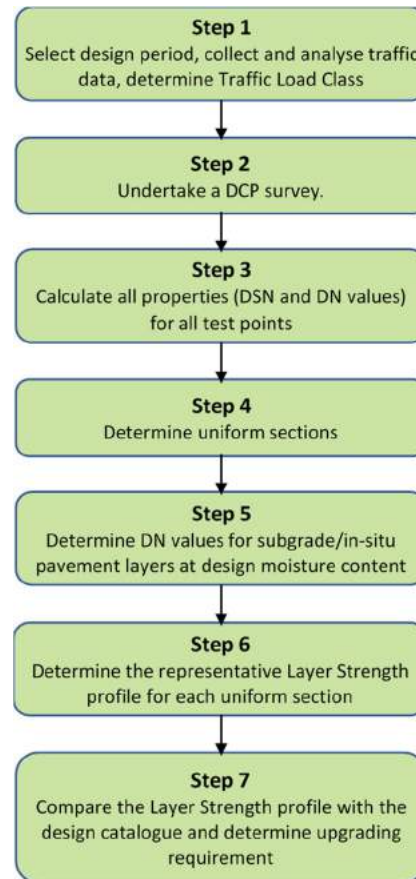 Step 1
Select design period, collect and analyse traffic
data, determine Traffic Load Class
Step 2
Undertake a DCP survey.
Step 3
Calculate all properties (DSN and DN values)
for all test points
Step 4
Determine uniform sections
Step 5
Determine DN values for subgrade/in-situ
pavement layers at design moisture content
Step 6
Determine the representative Layer Strength
profile for each uniform section
Step 7
Compare the Layer Strength profile with the
design catalogue and determine upgrading
requirement